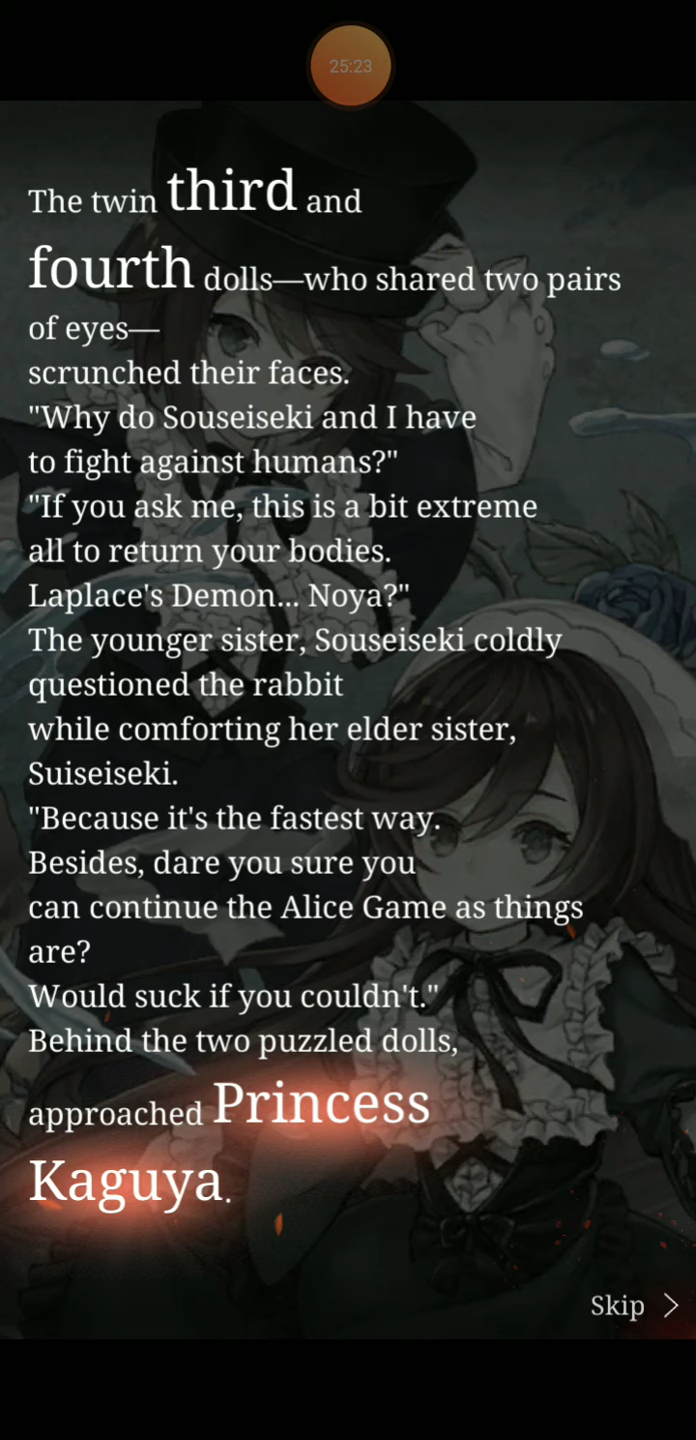 25:23
The twin third and
fourth dolls—who shared two pairs
of eyes—
scrunched their faces.
"Why do Souseiseki and I have
to fight against humans?"
"If you ask me, this is a bit extreme
all to return your bodies.
Laplace's Demon... Noya?"
The younger sister, Souseiseki coldly
questioned the rabbit
while comforting her elder sister,
Suiseiseki.
"Because it's the fastest way.
Besides, dare you sure you
can continue the Alice Game as things
are?
Would suck if you couldn't."
Behind the two puzzled dolls,
approached Princess
Kaguya.
Skip >